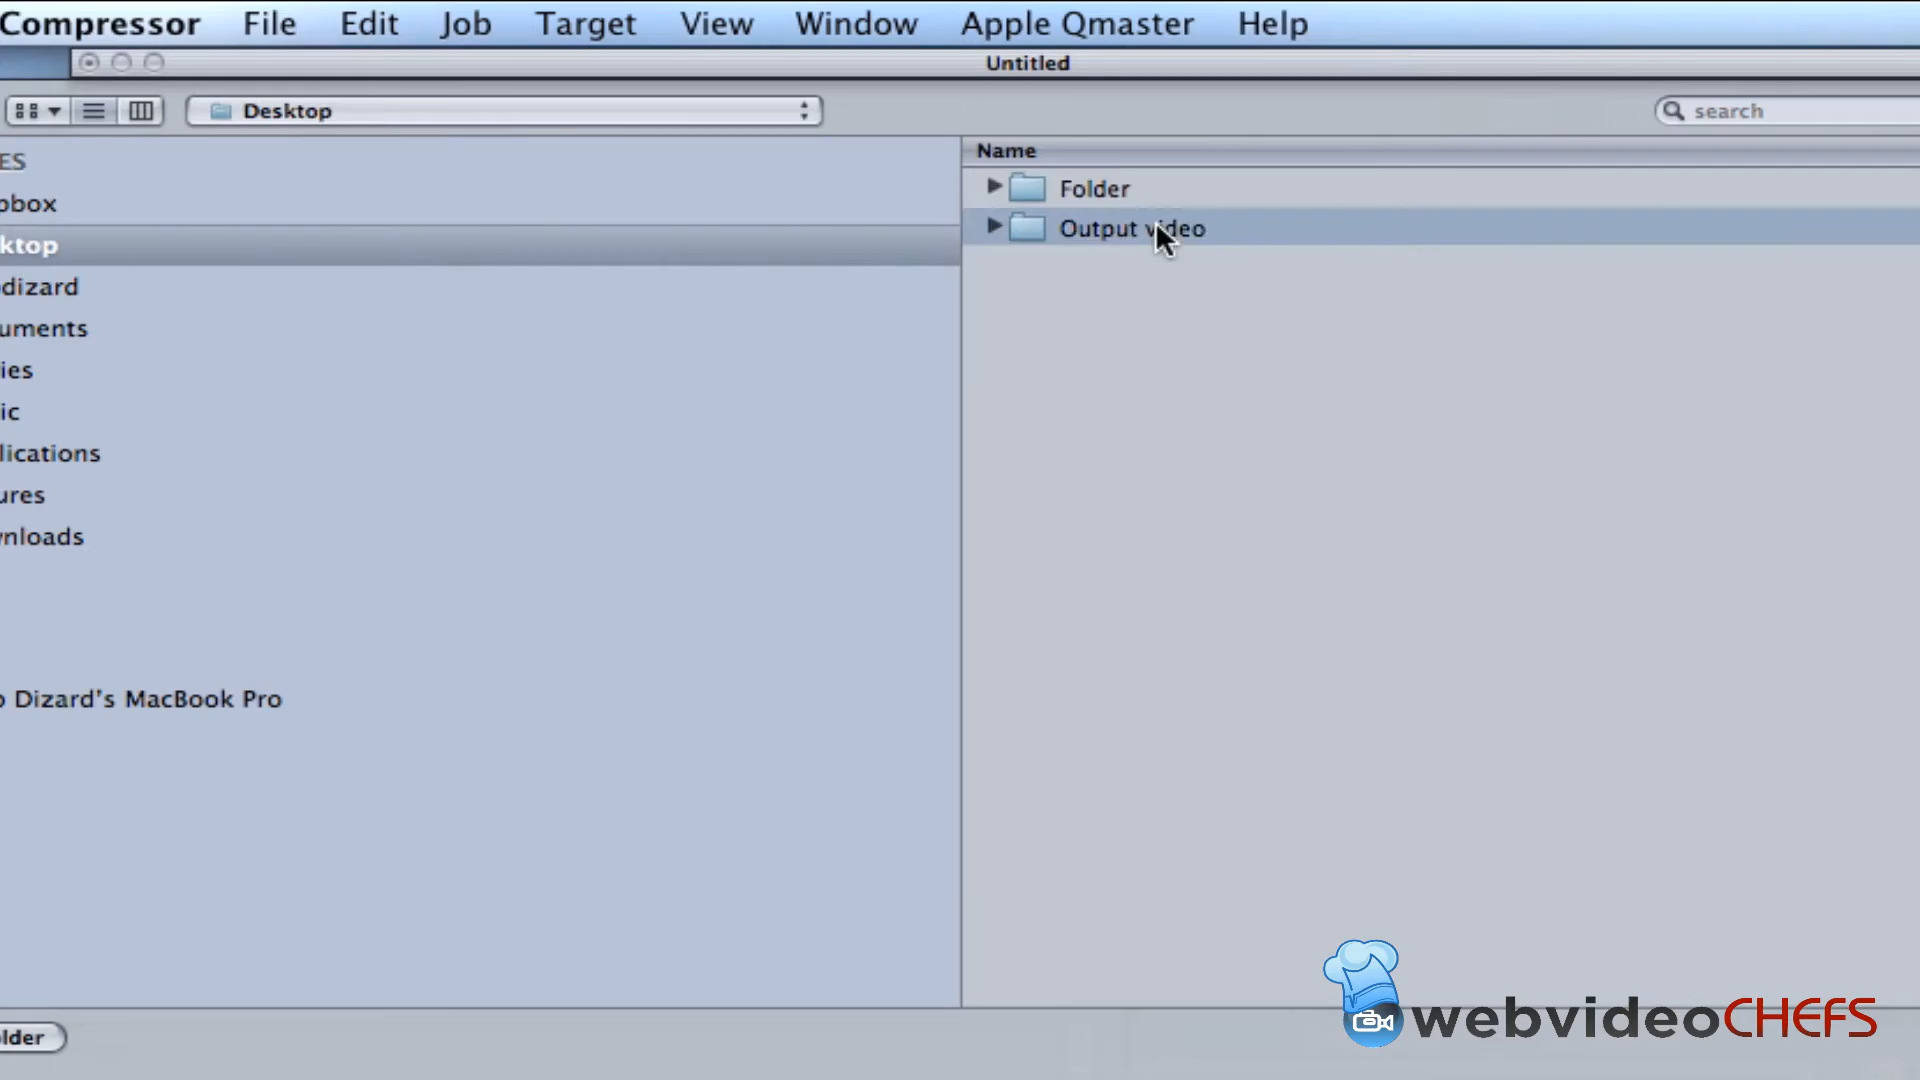 Compressor File Edit Job Target View Window Apple Qmaster Help
Untitled
Desktop
search
ES
Name
Folder
pbox
Output video
ktop
dizard
uments
ies
ic
lications
ures
nloads
Dizard's MacBook Pro
lder
webvideoCHEFS